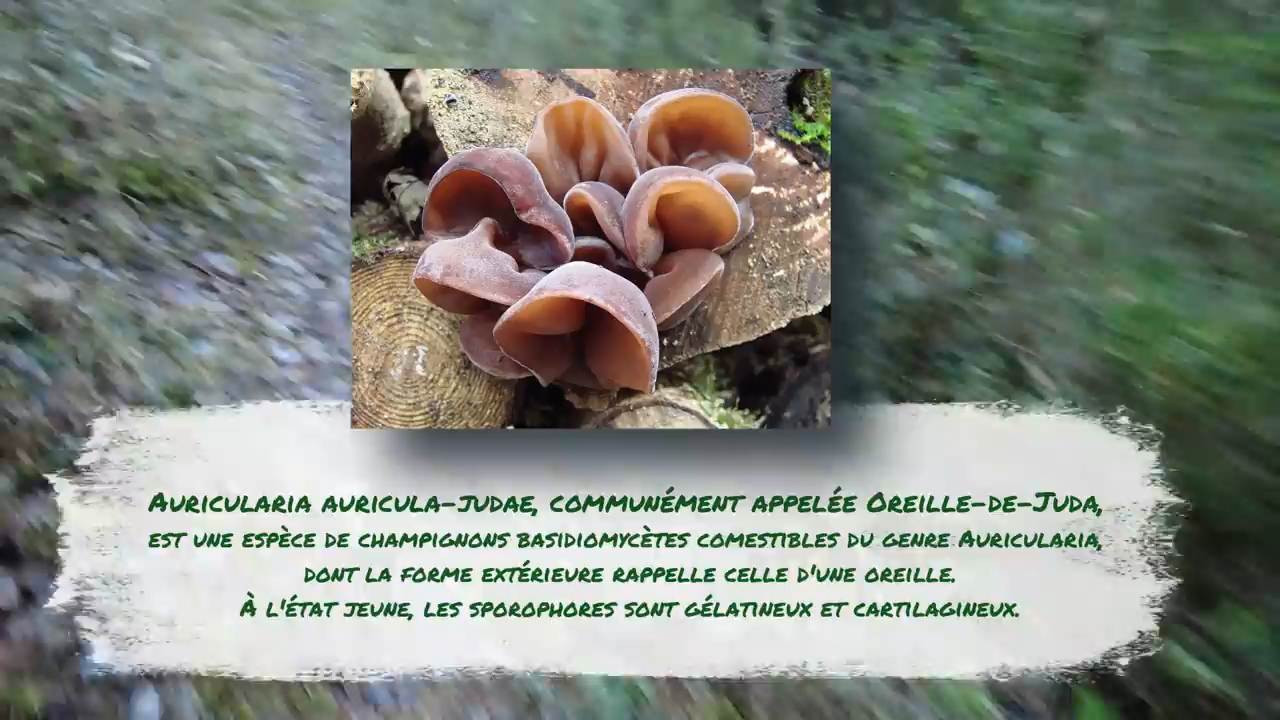 Auricularia auricula-judae, communément appelée Oreille-de-Juda,
est une espèce de champignons basidiomycètes comestibles du genre Auricularia,
dont la forme extérieure rappelle celle d'une oreille.
À l'état jeune, les sporophores sont gélatineux et cartilagineux.